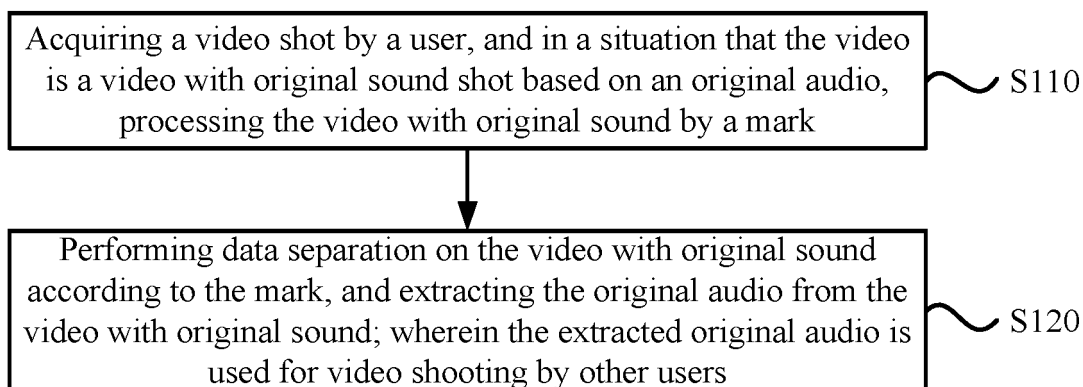 Acquiring a video shot by a user, and in a situation that the video
is a video with original sound shot based on an original audio,
processing the video with original sound by a mark
S110
Performing data separation on the video with original sound
according to the mark, and extracting the original audio from the
video with original sound; wherein the extracted original audio is
used for video shooting by other users
S120